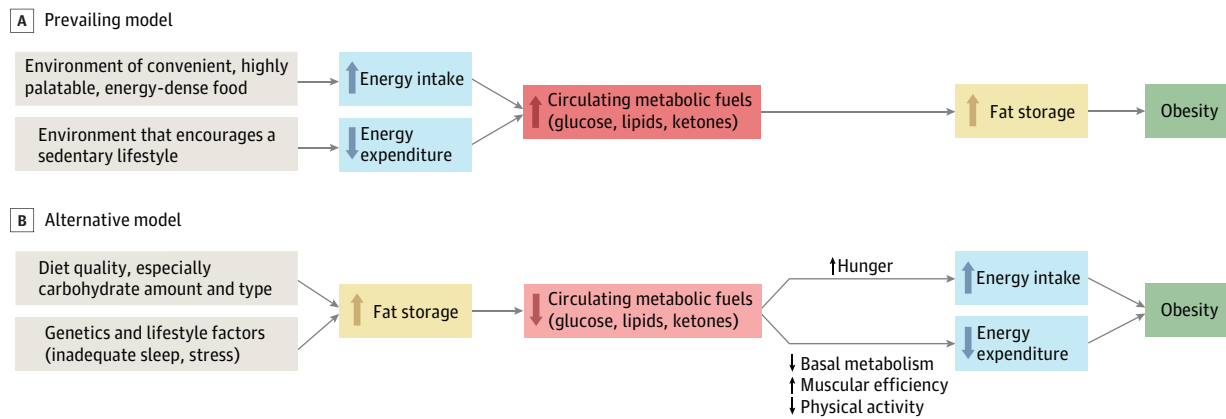 A Prevailing model
Environment of convenient, highly
palatable, energy-dense food
Energy intake
Environment that encourages a
sedentary lifestyle
Energy
expenditure
Circulating metabolic fuels
(glucose, lipids, ketones)
Fat storage
Obesity
B Alternative model
Diet quality, especially
carbohydrate amount and type
Genetics and lifestyle factors
(inadequate sleep, stress)
Fat storage
Circulating metabolic fuels
(glucose, lipids, ketones)
Hunger
Energy intake
Energy
expenditure
Basal metabolism
Muscular efficiency
Physical activity
Obesity